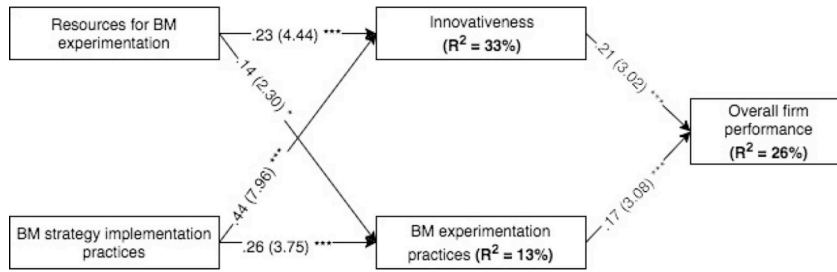 Resources for BM
experimentation
.23 (4.44) ***
Innovativeness
(R² = 33%)
.14 (2.30) *
.21 (3.02) ***
Overall firm
performance
(R² = 26%)
.44 (7.96) ***
.17 (3.08) ***
BM strategy implementation
practices
.26 (3.75) ***
BM experimentation
practices (R² = 13%)